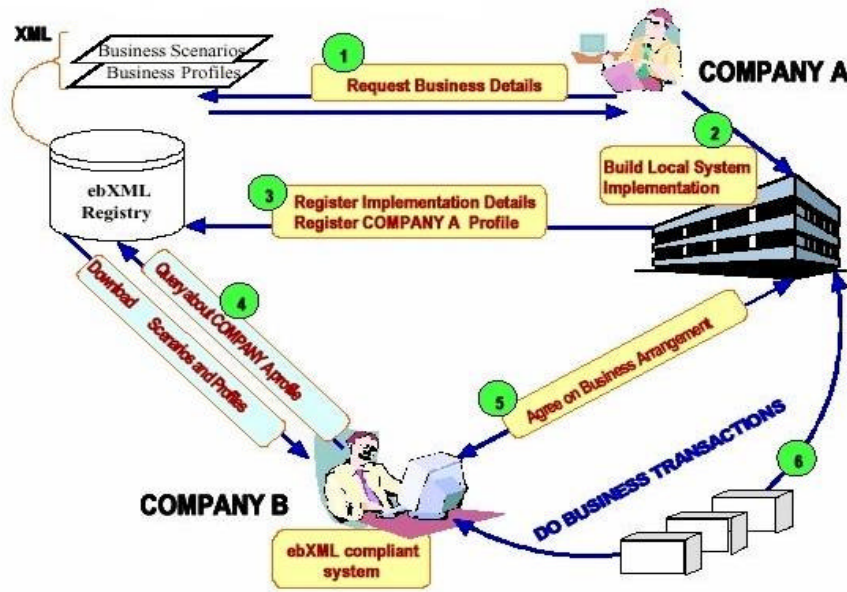 XML
Business Scenarios
Business Profiles
1
Request Business Details
COMPANY A
2
Build Local System
Implementation
ebXML
Registry
3
Register Implementation Details
Register COMPANY A Profile
4
Query about COMPANY A profile
Download Scenarios and Profiles
5
Agree on Business Arrangement
6
DO BUSINESS TRANSACTIONS
COMPANY B
ebXML compliant
system